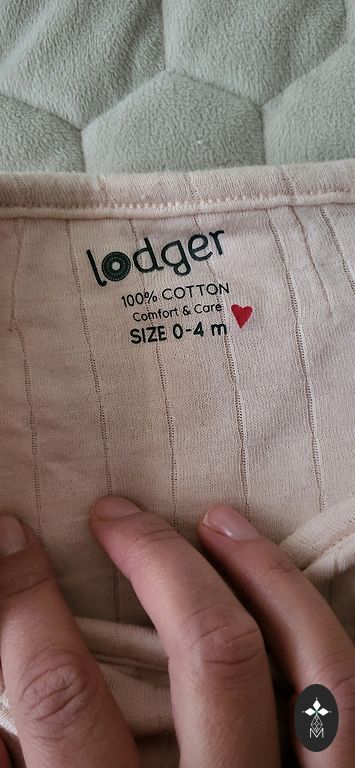 lodger
100% COTTON
Comfort & Care
SIZE 0-4 m
M